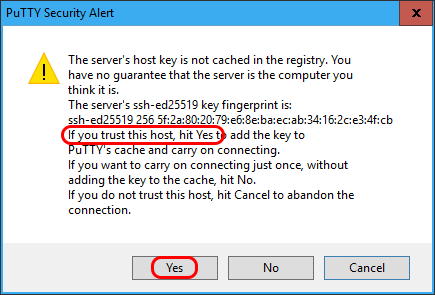 PuTTY Security Alert
The server's host key is not cached in the registry. You
have no guarantee that the server is the computer you
think it is.
The server's ssh-ed25519 key fingerprint is:
ssh-ed25519 256 5f:2a:80:20:79:e6:8e:ba:ec:ab:34:16:2c:e3:4f:cb
If you trust this host, hit Yes to add the key to
PuTTY's cache and carry on connecting.
If you want to carry on connecting just once, without
adding the key to the cache, hit No.
If you do not trust this host, hit Cancel to abandon the
connection.
Yes No Cancel